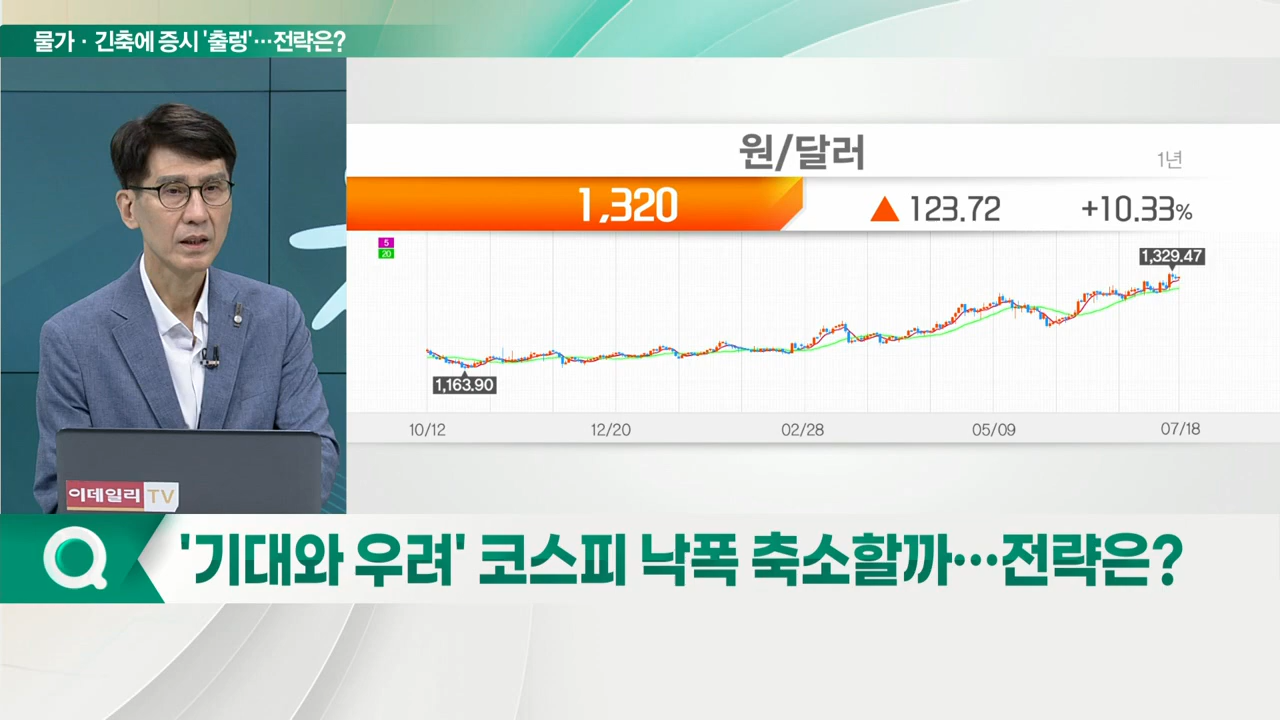 물가·긴축에 증시 '출렁'…전략은?
원/달러
1년
1,320
▲ 123.72
+10.33%
5
20
1,329.47
1,163.90
10/12
12/20
02/28
05/09
07/18
이데일리 TV
'기대와 우려' 코스피 낙폭 축소할까…전략은?